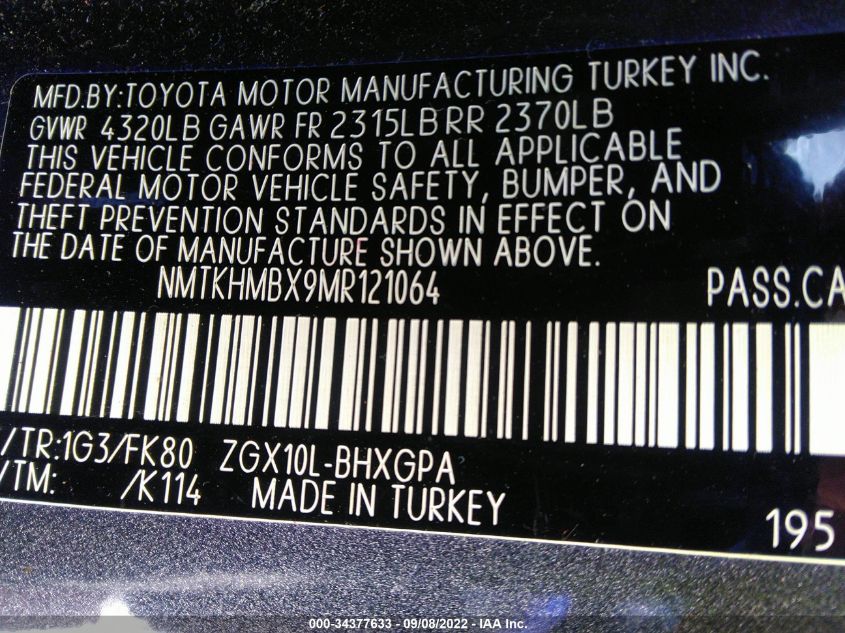 MFD.BY:TOYOTA MOTOR MANUFACTURING TURKEY INC.
GVWR 4320LB GAWR FR 2315LB RR 2370LB
THIS VEHICLE CONFORMS TO ALL APPLICABLE
FEDERAL MOTOR VEHICLE SAFETY, BUMPER, AND
THEFT PREVENTION STANDARDS IN EFFECT ON
THE DATE OF MANUFACTURE SHOWN ABOVE.
NMTKHMBX9MR121064 PASS.CA
/TR:1G3/FK80 ZGX10L-BHXGPA
/TM: /K114 MADE IN TURKEY
195
000-34377633 - 09/08/2022 - IAA Inc.